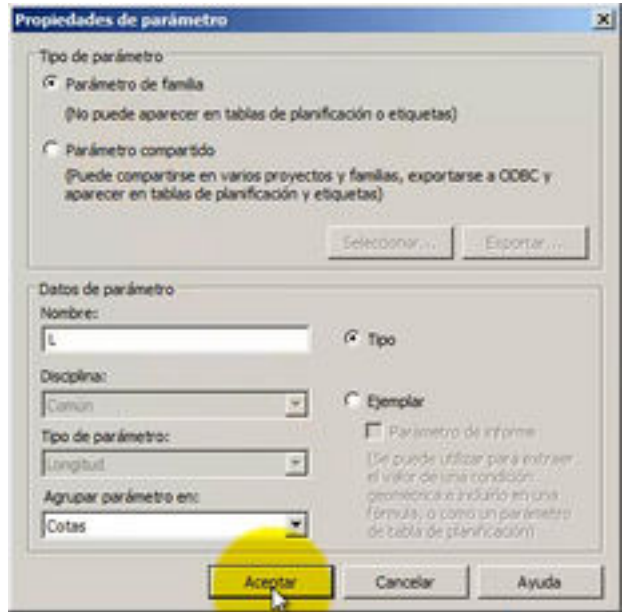 Propiedades de parámetro
Tipo de parámetro
Parámetro de familia
(No puede aparecer en tablas de planificación o etiquetas)
Parámetro compartido
(Puede compartirse en varios proyectos y familias, exportarse a ODBC y
aparecer en tablas de planificación y etiquetas)
Seleccionar...
Exportar...
Datos de parámetro
Nombre:
L
Tipo
Disciplina:
Común
Ejemplar
Parámetro de informe
Tipo de parámetro:
Longitud
(Se puede utilizar para extraer
el valor de una condición
geométrica e incluirlo en una
fórmula, o como un parámetro
de tabla de planificación)
Agrupar parámetro en:
Cotas
Aceptar
Cancelar
Ayuda